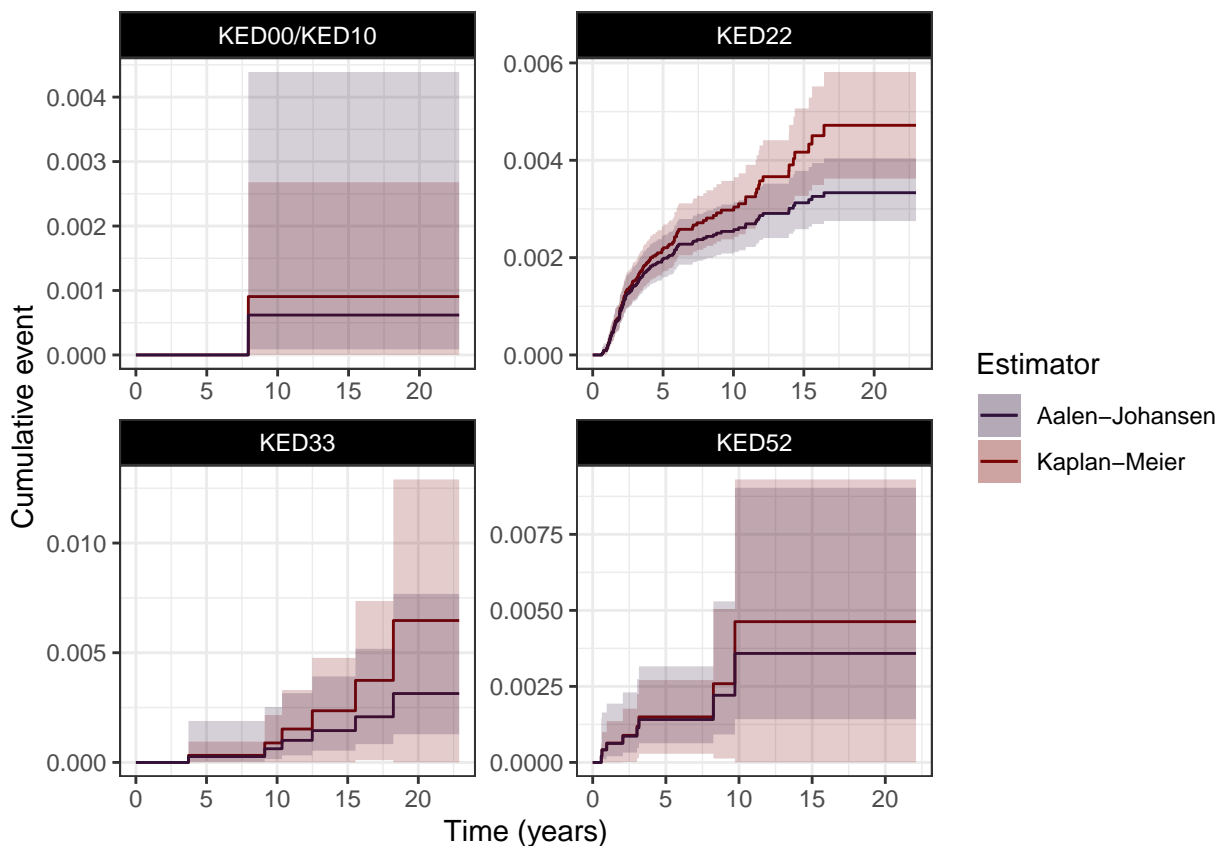 KED00/KED10
KED22
0.004
0.003
0.002
0.001
0.000
0 5 10 15 20
0.006
0.004
0.002
0.000
0 5 10 15 20
KED33
KED52
0.010
0.005
0.000
0 5 10 15 20
0.0075
0.0050
0.0025
0.0000
0 5 10 15 20
Cumulative event
Time (years)
Estimator
Aalen−Johansen
Kaplan−Meier